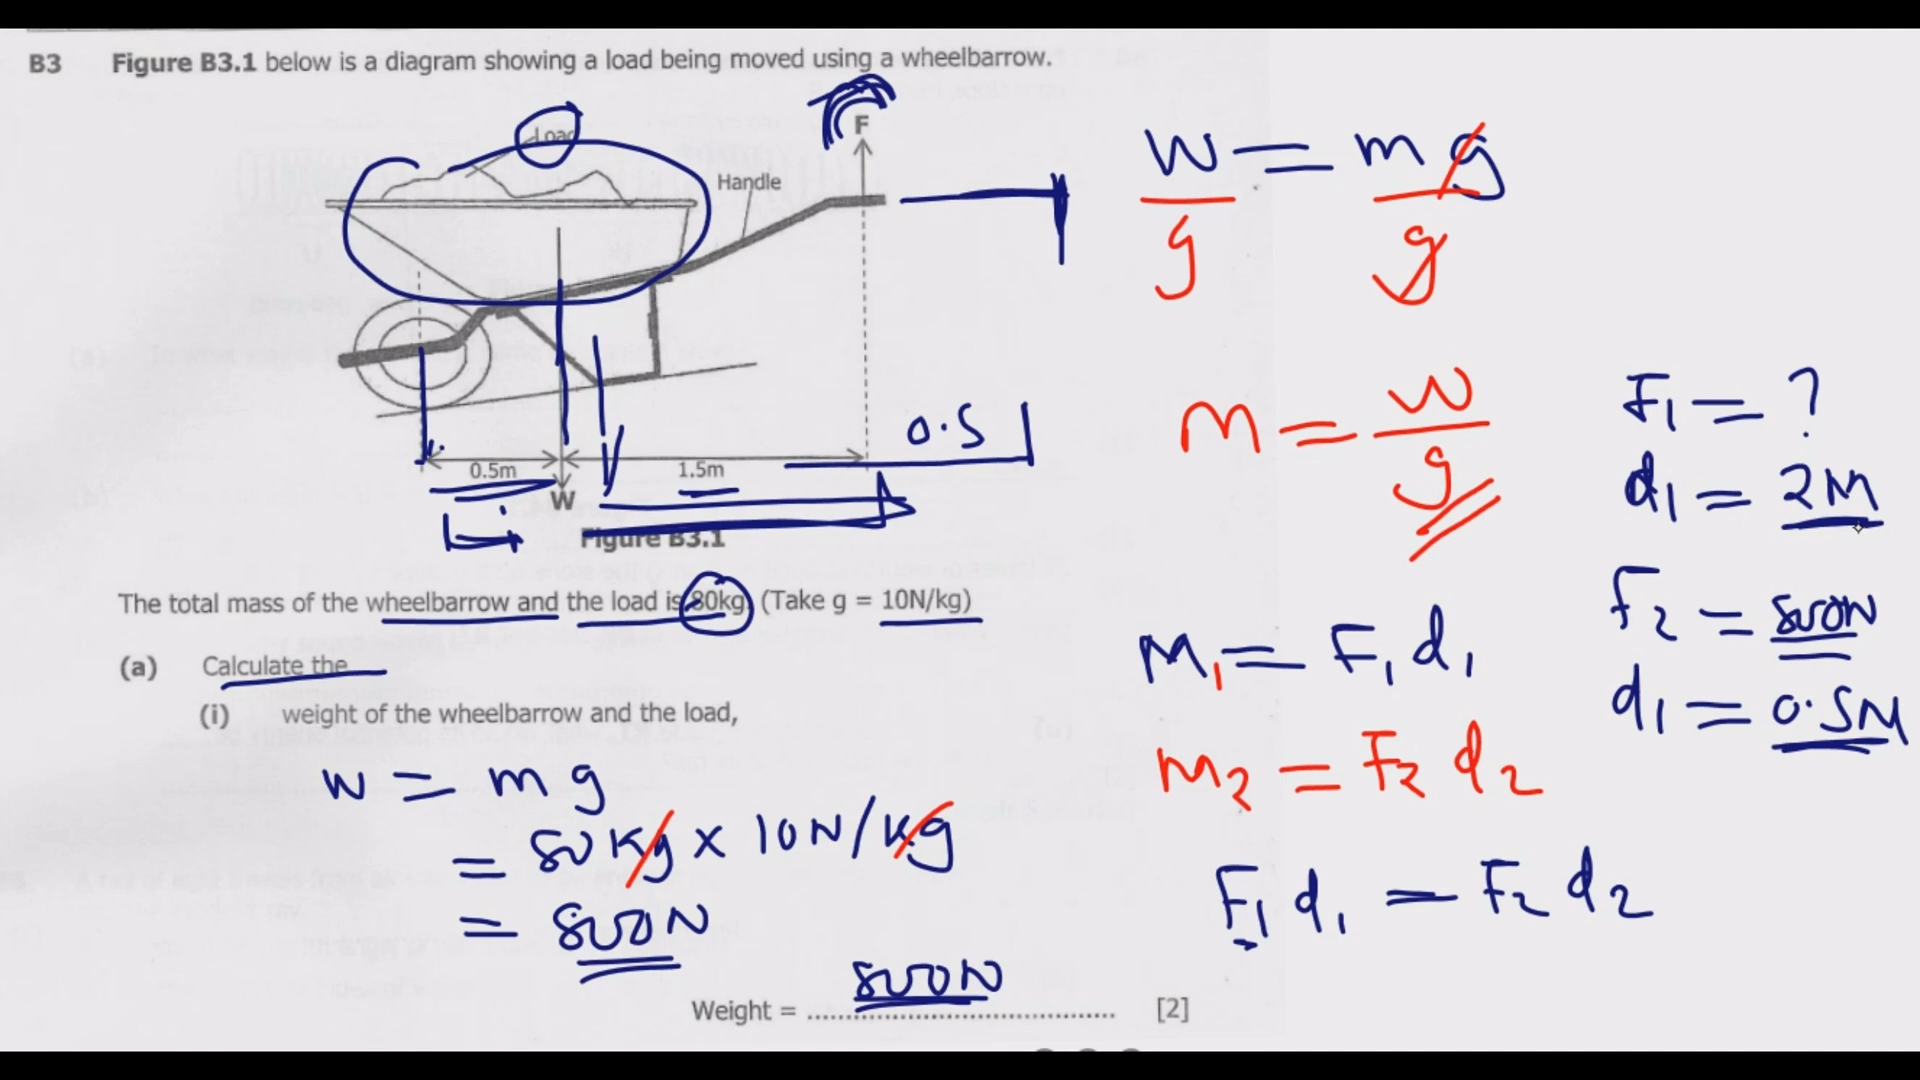 B3 Figure B3.1 below is a diagram showing a load being moved using a wheelbarrow.
Load
F
Handle
0.5m
1.5m
0.5
W
Figure B3.1
The total mass of the wheelbarrow and the load is 80kg. (Take g = 10N/kg)
(a) Calculate the
(i) weight of the wheelbarrow and the load,
w = mg
= 80Kg x 10N/kg
= 800N
800N
Weight = ........................................ [2]
W = mg
g g
M = W
g
M1 = F1 d1
M2 = F2 d2
F1 d1 = F2 d2
F1 = ?
d1 = 2M
F2 = 800N
d1 = 0.5M